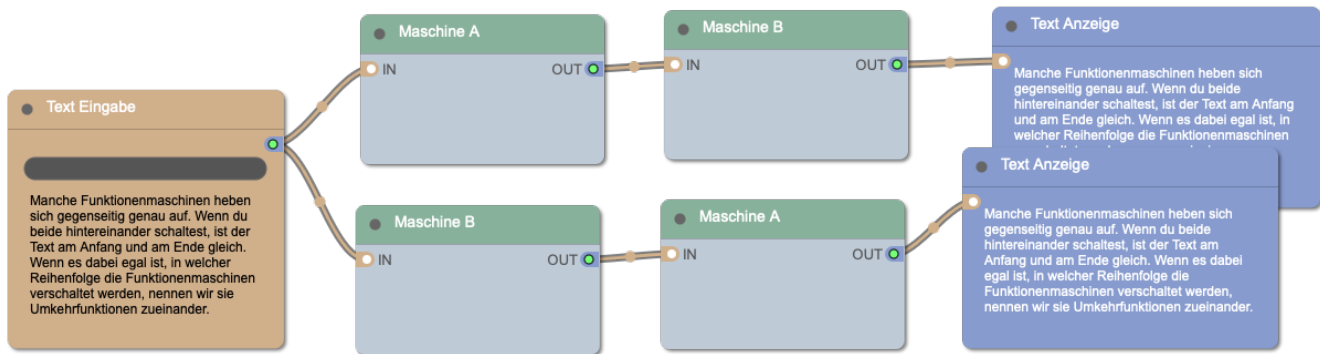 Text Eingabe
Manche Funktionenmaschinen heben
sich gegenseitig genau auf. Wenn du
beide hintereinander schaltest, ist der
Text am Anfang und am Ende gleich.
Wenn es dabei egal ist, in welcher
Reihenfolge die Funktionenmaschinen
verschaltet werden, nennen wir sie
Umkehrfunktionen zueinander.
Maschine A
IN OUT
Maschine B
IN OUT
Text Anzeige
Manche Funktionenmaschinen heben sich
gegenseitig genau auf. Wenn du beide
hintereinander schaltest, ist der Text am Anfang
und am Ende gleich. Wenn es dabei egal ist, in
welcher Reihenfolge die Funktionenmaschinen
Maschine B
IN OUT
Maschine A
IN OUT
Text Anzeige
Manche Funktionenmaschinen heben sich
gegenseitig genau auf. Wenn du beide
hintereinander schaltest, ist der Text am
Anfang und am Ende gleich. Wenn es dabei
egal ist, in welcher Reihenfolge die
Funktionenmaschinen verschaltet werden,
nennen wir sie Umkehrfunktionen zueinander.